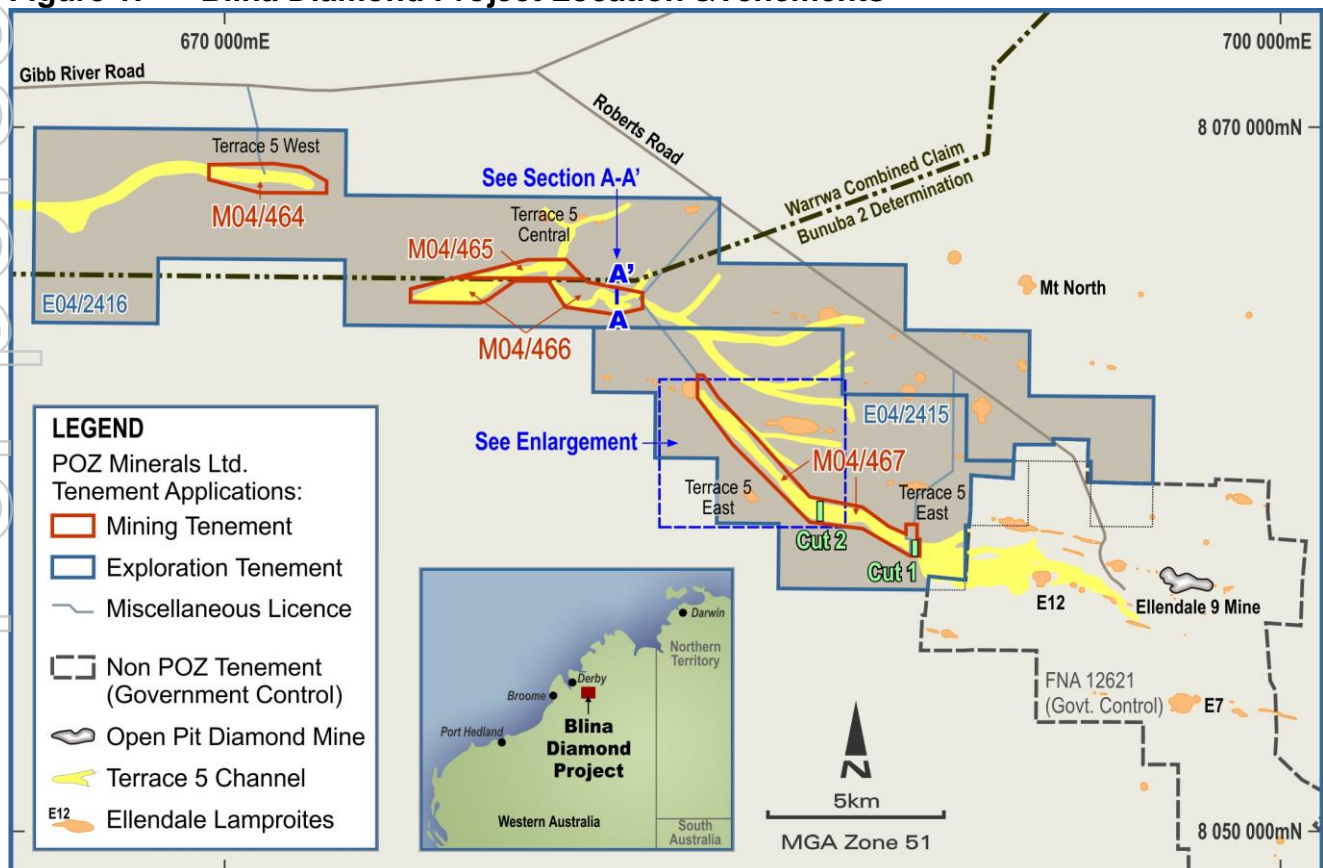 Figure 1. Blina Diamond Project Location & Tenements
670 000mE
700 000mE
Gibb River Road
Roberts Road
8 070 000mN
Terrace 5 West
See Section A-A'
Warrwa Combined Claim
Bunuba 2 Determination
M04/464
Terrace 5
Central
M04/465
A'
A
Mt North
E04/2416
M04/466
E04/2415
See Enlargement
M04/467
Terrace 5
East
Terrace 5
East
Cut 2
Cut 1
E12
Ellendale 9 Mine
FNA 12621
(Govt. Control)
E7
LEGEND
POZ Minerals Ltd.
Tenement Applications:
Mining Tenement
Exploration Tenement
Miscellaneous Licence
Non POZ Tenement
(Government Control)
Open Pit Diamond Mine
Terrace 5 Channel
E12
Ellendale Lamproites
Darwin
Northern
Territory
Derby
Broome
Port Hedland
Blina
Diamond
Project
Western Australia
South
Australia
N
5km
MGA Zone 51
8 050 000mN